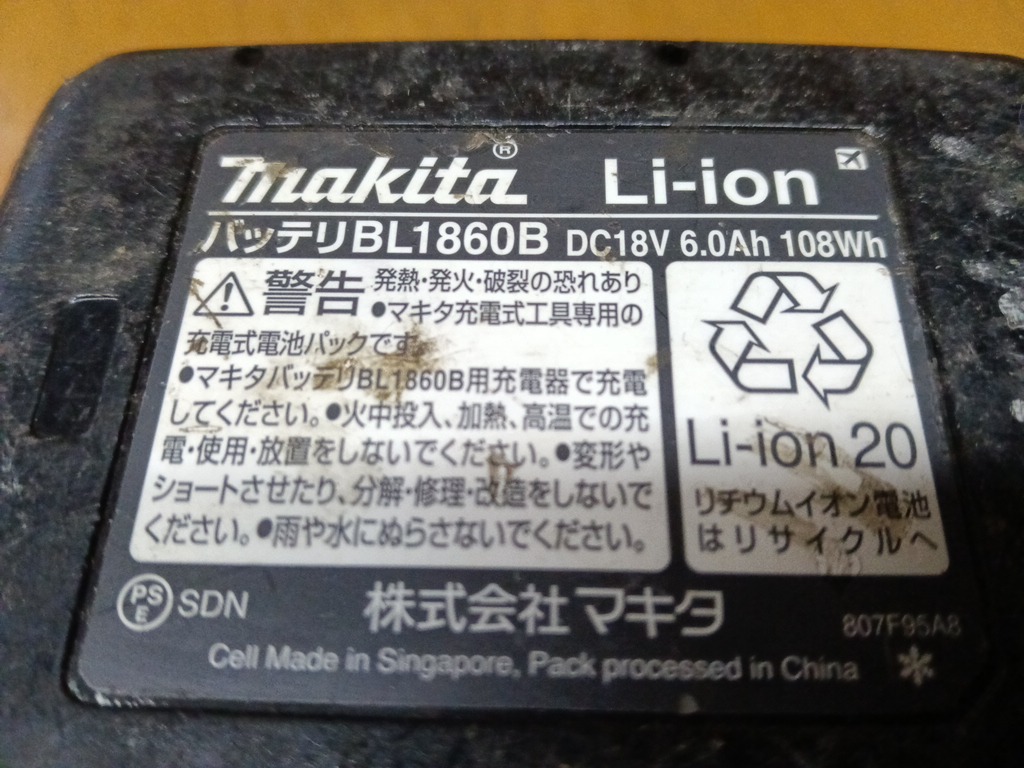 makita® Li-ion
バッテリBL1860B DC18V 6.0Ah 108Wh
警告 発熱・発火・破裂の恐れあり
●マキタ充電式工具専用の
充電式電池パックです。
●マキタバッテリBL1860B用充電器で充電
してください。●火中投入、加熱、高温での充
電・使用・放置をしないでください。●変形や
ショートさせたり、分解・修理・改造をしないで
ください。●雨や水にぬらさないでください。
Li-ion 20
リチウムイオン電池
はリサイクルへ
PSE SDN 株式会社マキタ 807F95A8
Cell Made in Singapore, Pack processed in China